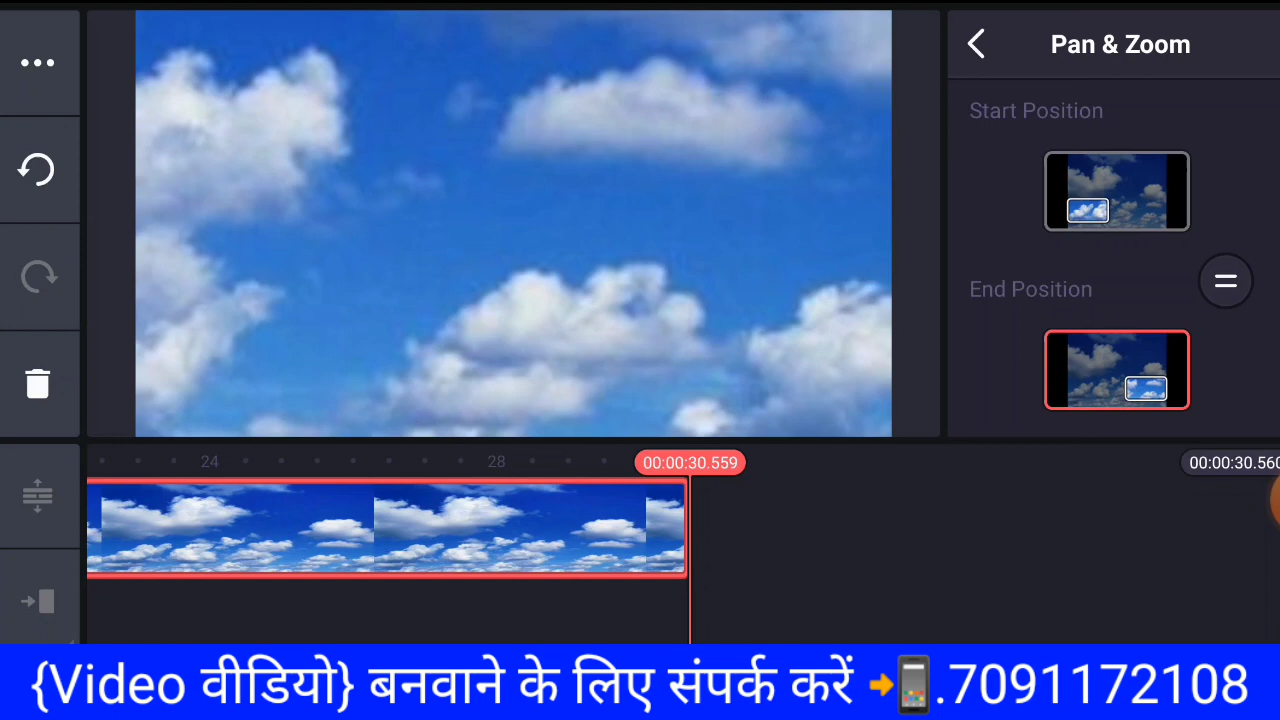 Pan & Zoom
Start Position
End Position
24
28
00:00:30.559
00:00:30.560
{Video वीडियो} बनवाने के लिए संपर्क करें ➡📱.7091172108